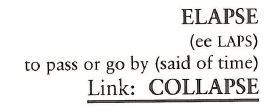 ELAPSE
(ee LAPS)
to pass or go by (said of time)
Link: COLLAPSE